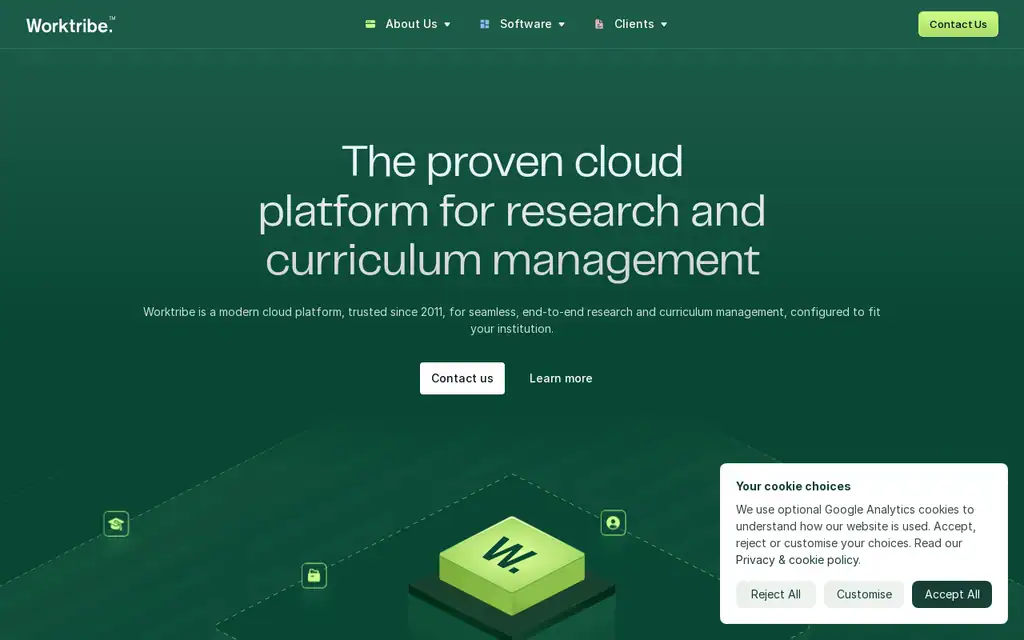 Worktribe.™
About Us
Software
Clients
Contact Us
The proven cloud
platform for research and
curriculum management
Worktribe is a modern cloud platform, trusted since 2011, for seamless, end-to-end research and curriculum management, configured to fit
your institution.
Contact us
Learn more
W.
Your cookie choices
We use optional Google Analytics cookies to
understand how our website is used. Accept,
reject or customise your choices. Read our
Privacy & cookie policy.
Reject All
Customise
Accept All